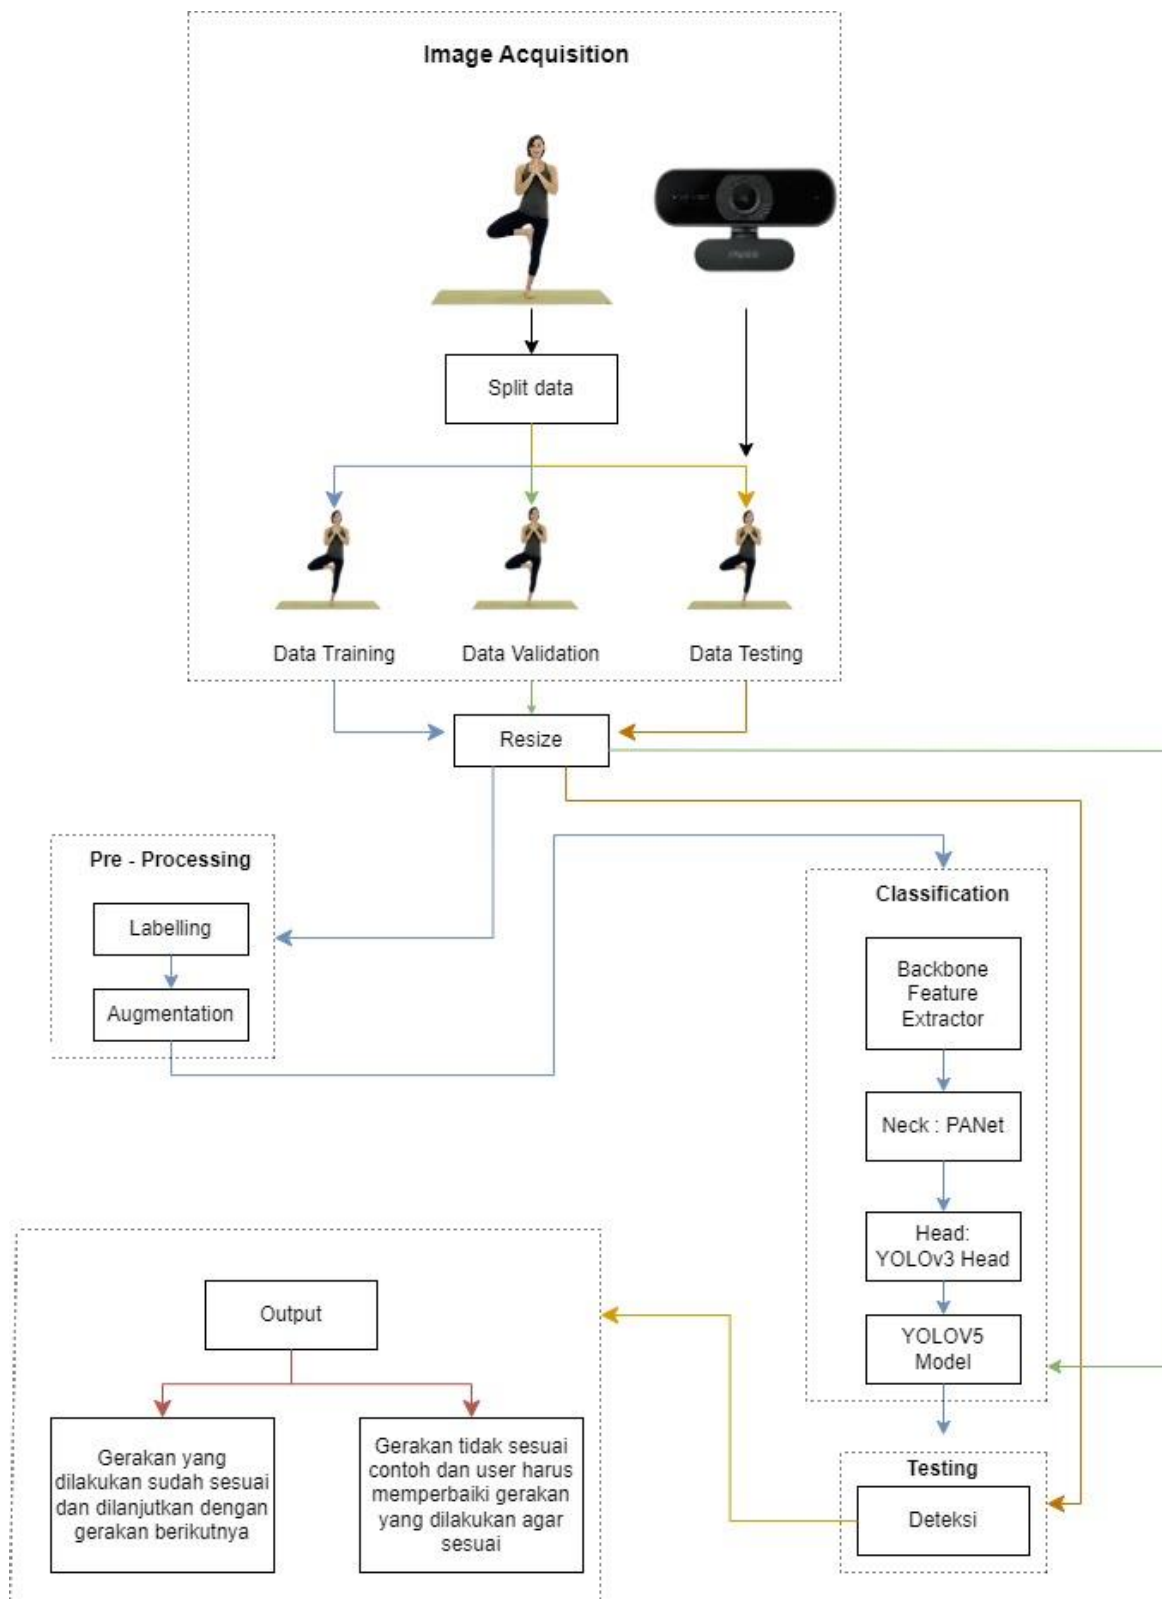 Image Acquisition
Split data
Data Training
Data Validation
Data Testing
Resize
Pre - Processing
Labelling
Augmentation
Classification
Backbone
Feature
Extractor
Neck : PANet
Head:
YOLOv3 Head
YOLOV5
Model
Testing
Deteksi
Output
Gerakan yang
dilakukan sudah sesuai
dan dilanjutkan dengan
gerakan berikutnya
Gerakan tidak sesuai
contoh dan user harus
memperbaiki gerakan
yang dilakukan agar
sesuai